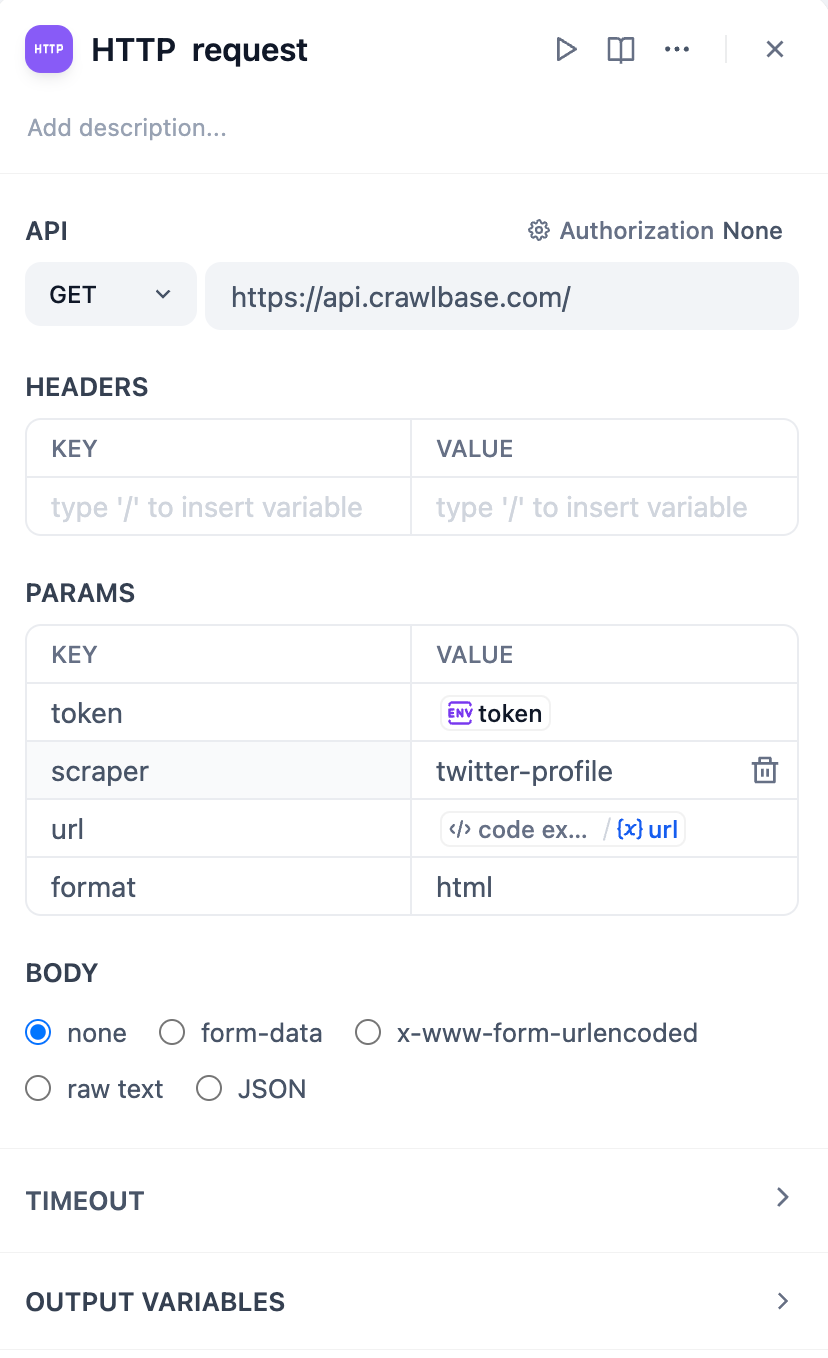 HTTP HTTP request
Add description...
API Authorization None
GET https://api.crawlbase.com/
HEADERS
KEY VALUE
type '/' to insert variable type '/' to insert variable
PARAMS
KEY VALUE
token ENV token
scraper twitter-profile
url </> code ex... / {x} url
format html
BODY
none form-data x-www-form-urlencoded
raw text JSON
TIMEOUT
OUTPUT VARIABLES